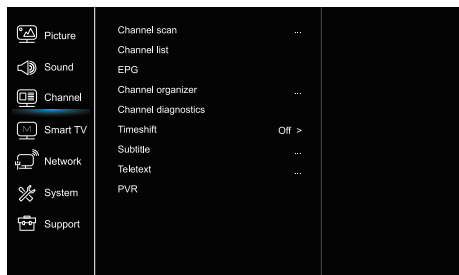 Picture
Sound
Channel
M
Smart TV
Network
System
Support
Channel scan ...
Channel list
EPG
Channel organizer ...
Channel diagnostics
Timeshift Off >
Subtitle ...
Teletext ...
PVR